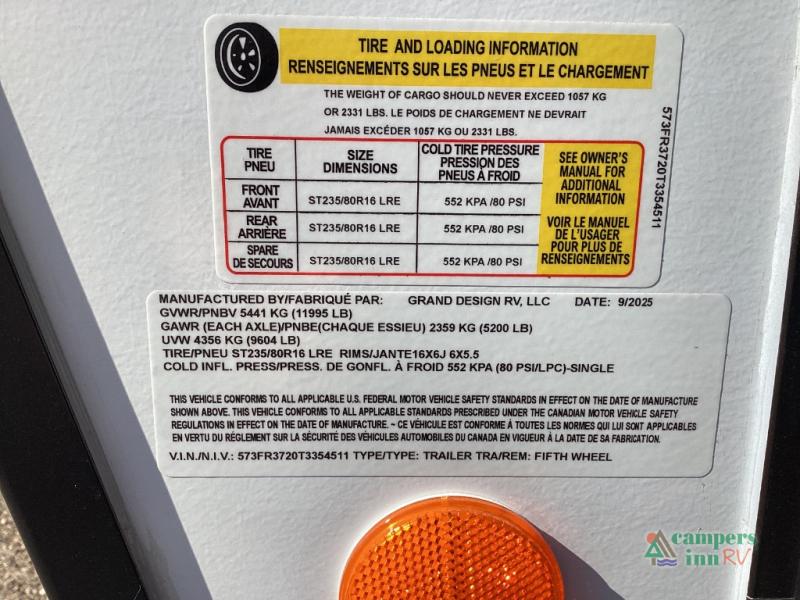 TIRE AND LOADING INFORMATION
RENSEIGNEMENTS SUR LES PNEUS ET LE CHARGEMENT
THE WEIGHT OF CARGO SHOULD NEVER EXCEED 1057 KG
OR 2331 LBS. LE POIDS DE CHARGEMENT NE DEVRAIT
JAMAIS EXCÉDER 1057 KG OU 2331 LBS.
TIRE
PNEU
SIZE
DIMENSIONS
COLD TIRE PRESSURE
PRESSION DES
PNEUS À FROID
FRONT
AVANT
ST235/80R16 LRE
552 KPA /80 PSI
REAR
ARRIÈRE
ST235/80R16 LRE
552 KPA /80 PSI
SPARE
DE SECOURS
ST235/80R16 LRE
552 KPA /80 PSI
SEE OWNER'S
MANUAL FOR
ADDITIONAL
INFORMATION
VOIR LE MANUEL
DE L'USAGER
POUR PLUS DE
RENSEIGNEMENTS
573FR3720T3354511
MANUFACTURED BY/FABRIQUÉ PAR: GRAND DESIGN RV, LLC DATE: 9/2025
GVWR/PNBV 5441 KG (11995 LB)
GAWR (EACH AXLE)/PNBE(CHAQUE ESSIEU) 2359 KG (5200 LB)
UVW 4356 KG (9604 LB)
TIRE/PNEU ST235/80R16 LRE RIMS/JANTE16X6J 6X5.5
COLD INFL. PRESS/PRESS. DE GONFL. À FROID 552 KPA (80 PSI/LPC)-SINGLE
THIS VEHICLE CONFORMS TO ALL APPLICABLE U.S. FEDERAL MOTOR VEHICLE SAFETY STANDARDS IN EFFECT ON THE DATE OF MANUFACTURE
SHOWN ABOVE. THIS VEHICLE CONFORMS TO ALL APPLICABLE STANDARDS PRESCRIBED UNDER THE CANADIAN MOTOR VEHICLE SAFETY
REGULATIONS IN EFFECT ON THE DATE OF MANUFACTURE. ~ CE VÉHICULE EST CONFORME À TOUTES LES NORMES QUI LUI SONT APPLICABLES
EN VERTU DU RÈGLEMENT SUR LA SÉCURITÉ DES VÉHICULES AUTOMOBILES DU CANADA EN VIGUEUR À LA DATE DE SA FABRICATION.
V.I.N./N.I.V.: 573FR3720T3354511 TYPE/TYPE: TRAILER TRA/REM: FIFTH WHEEL
campers
inn RV